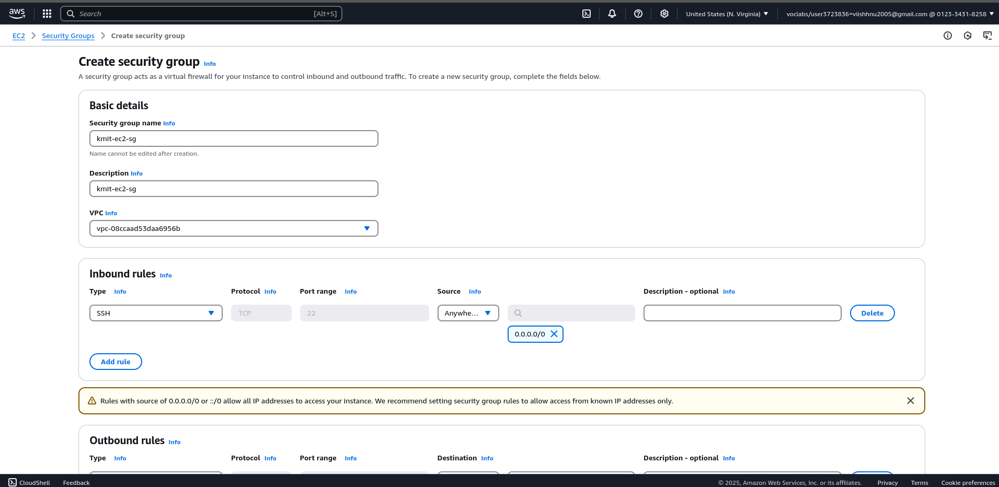 aws Search [Alt+S] United States (N. Virginia) voclabs/user3723836=viishhnu2005@gmail.com @ 0123-3431-8258
EC2 Security Groups Create security group
Create security group Info
A security group acts as a virtual firewall for your instance to control inbound and outbound traffic. To create a new security group, complete the fields below.
Basic details
Security group name Info
kmit-ec2-sg
Name cannot be edited after creation.
Description Info
kmit-ec2-sg
VPC Info
vpc-08ccaad53daa6956b
Inbound rules Info
Type Info Protocol Info Port range Info Source Info Description - optional Info
SSH TCP 22 Anywhe... Delete
0.0.0.0/0
Add rule
Rules with source of 0.0.0.0/0 or ::/0 allow all IP addresses to access your instance. We recommend setting security group rules to allow access from known IP addresses only.
Outbound rules Info
Type Info Protocol Info Port range Info Destination Info Description - optional Info
CloudShell Feedback © 2025, Amazon Web Services, Inc. or its affiliates. Privacy Terms Cookie preferences